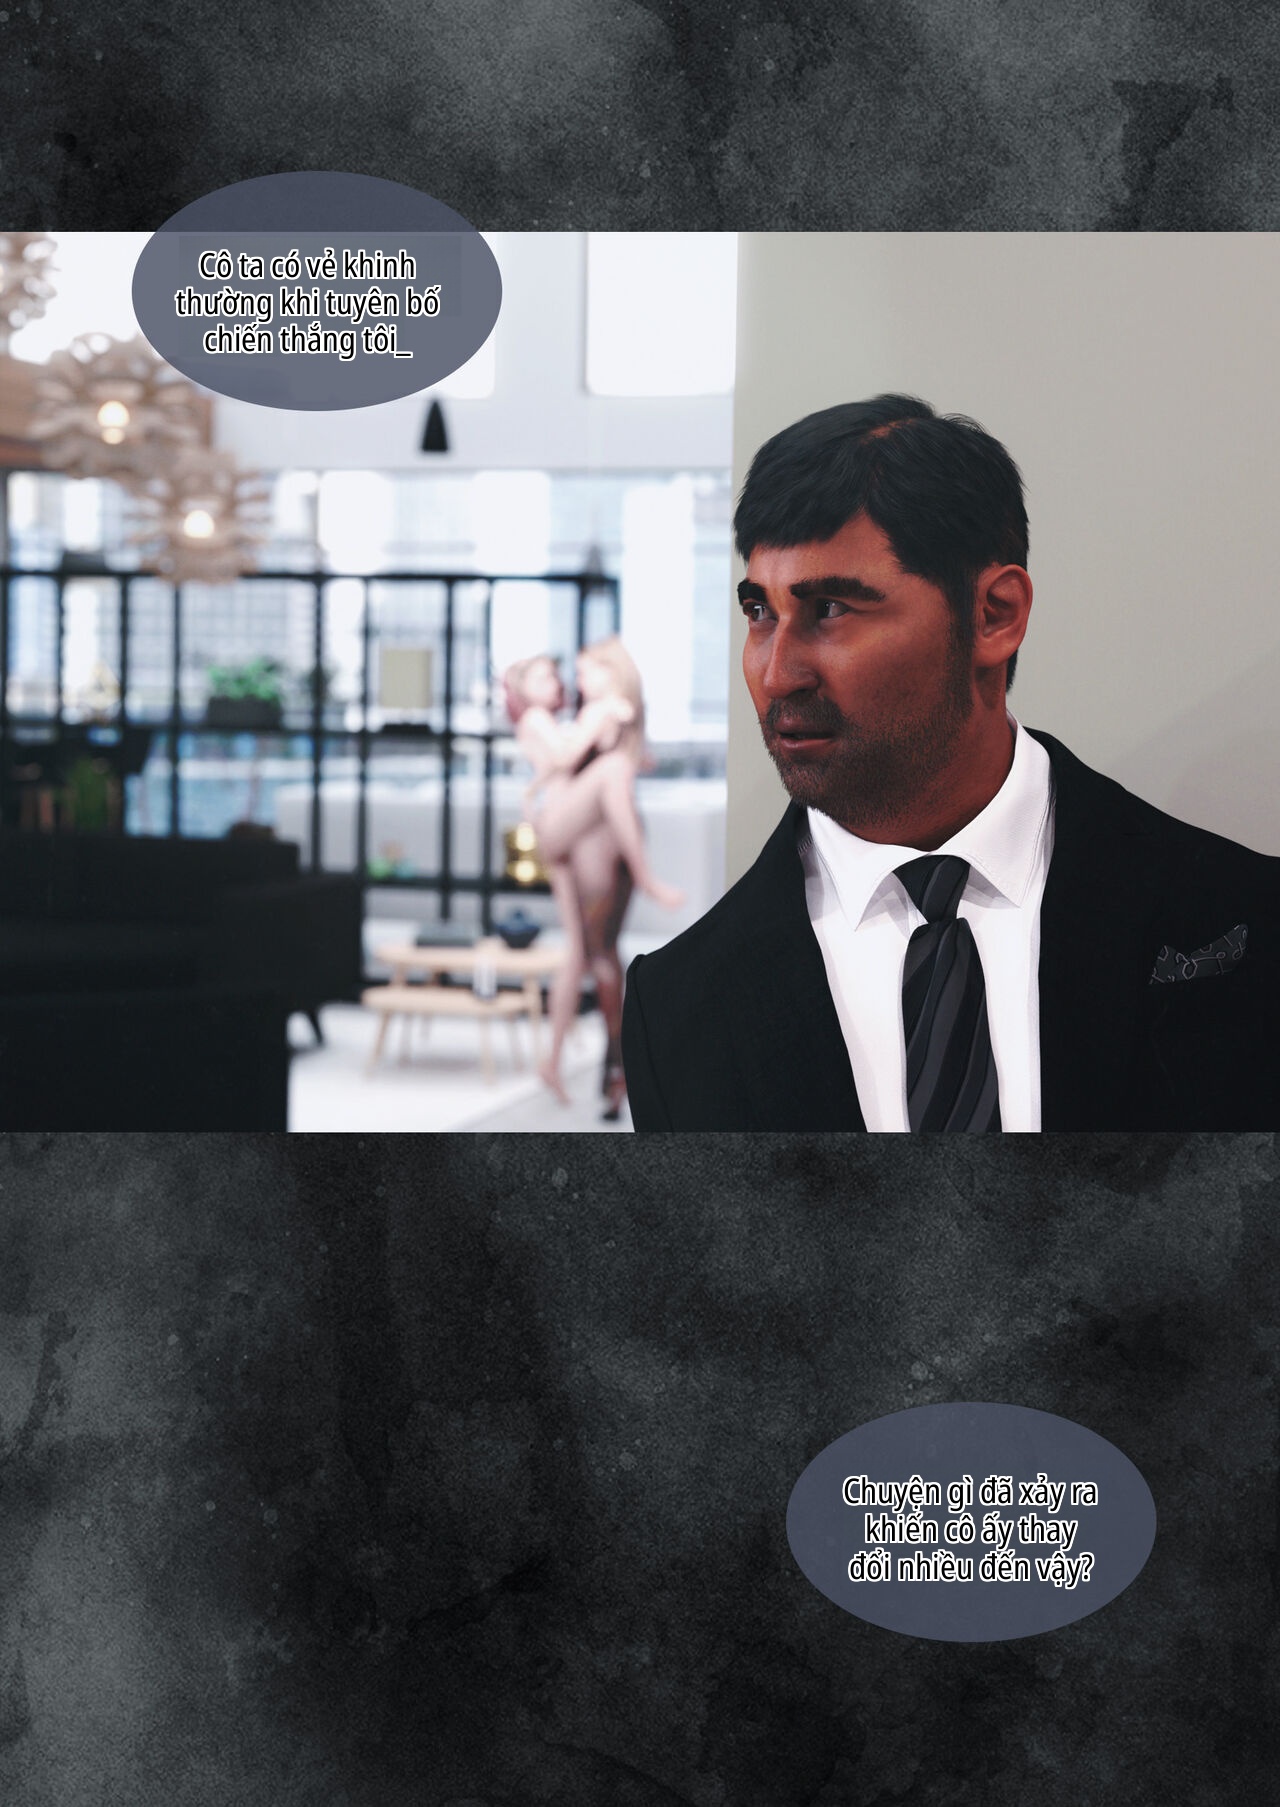 Cô ta có vẻ khinh
thường khi tuyên bố
chiến thắng tôi_
Chuyện gì đã xảy ra
khiến cô ấy thay
đổi nhiều đến vậy?